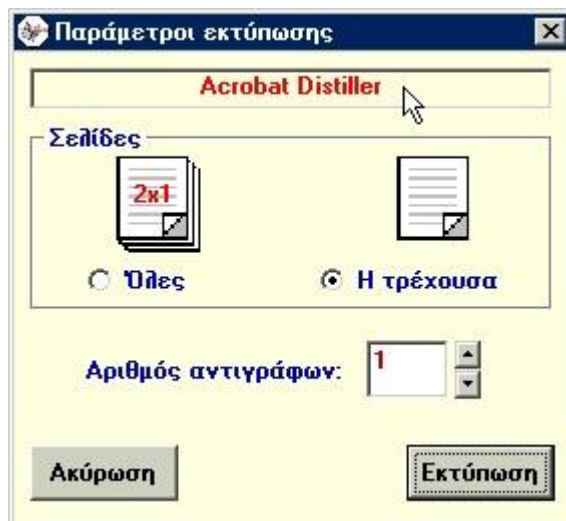 Παράμετροι εκτύπωσης
Acrobat Distiller
Σελίδες
2x1
Όλες Η τρέχουσα
Αριθμός αντιγράφων: 1
Ακύρωση Εκτύπωση